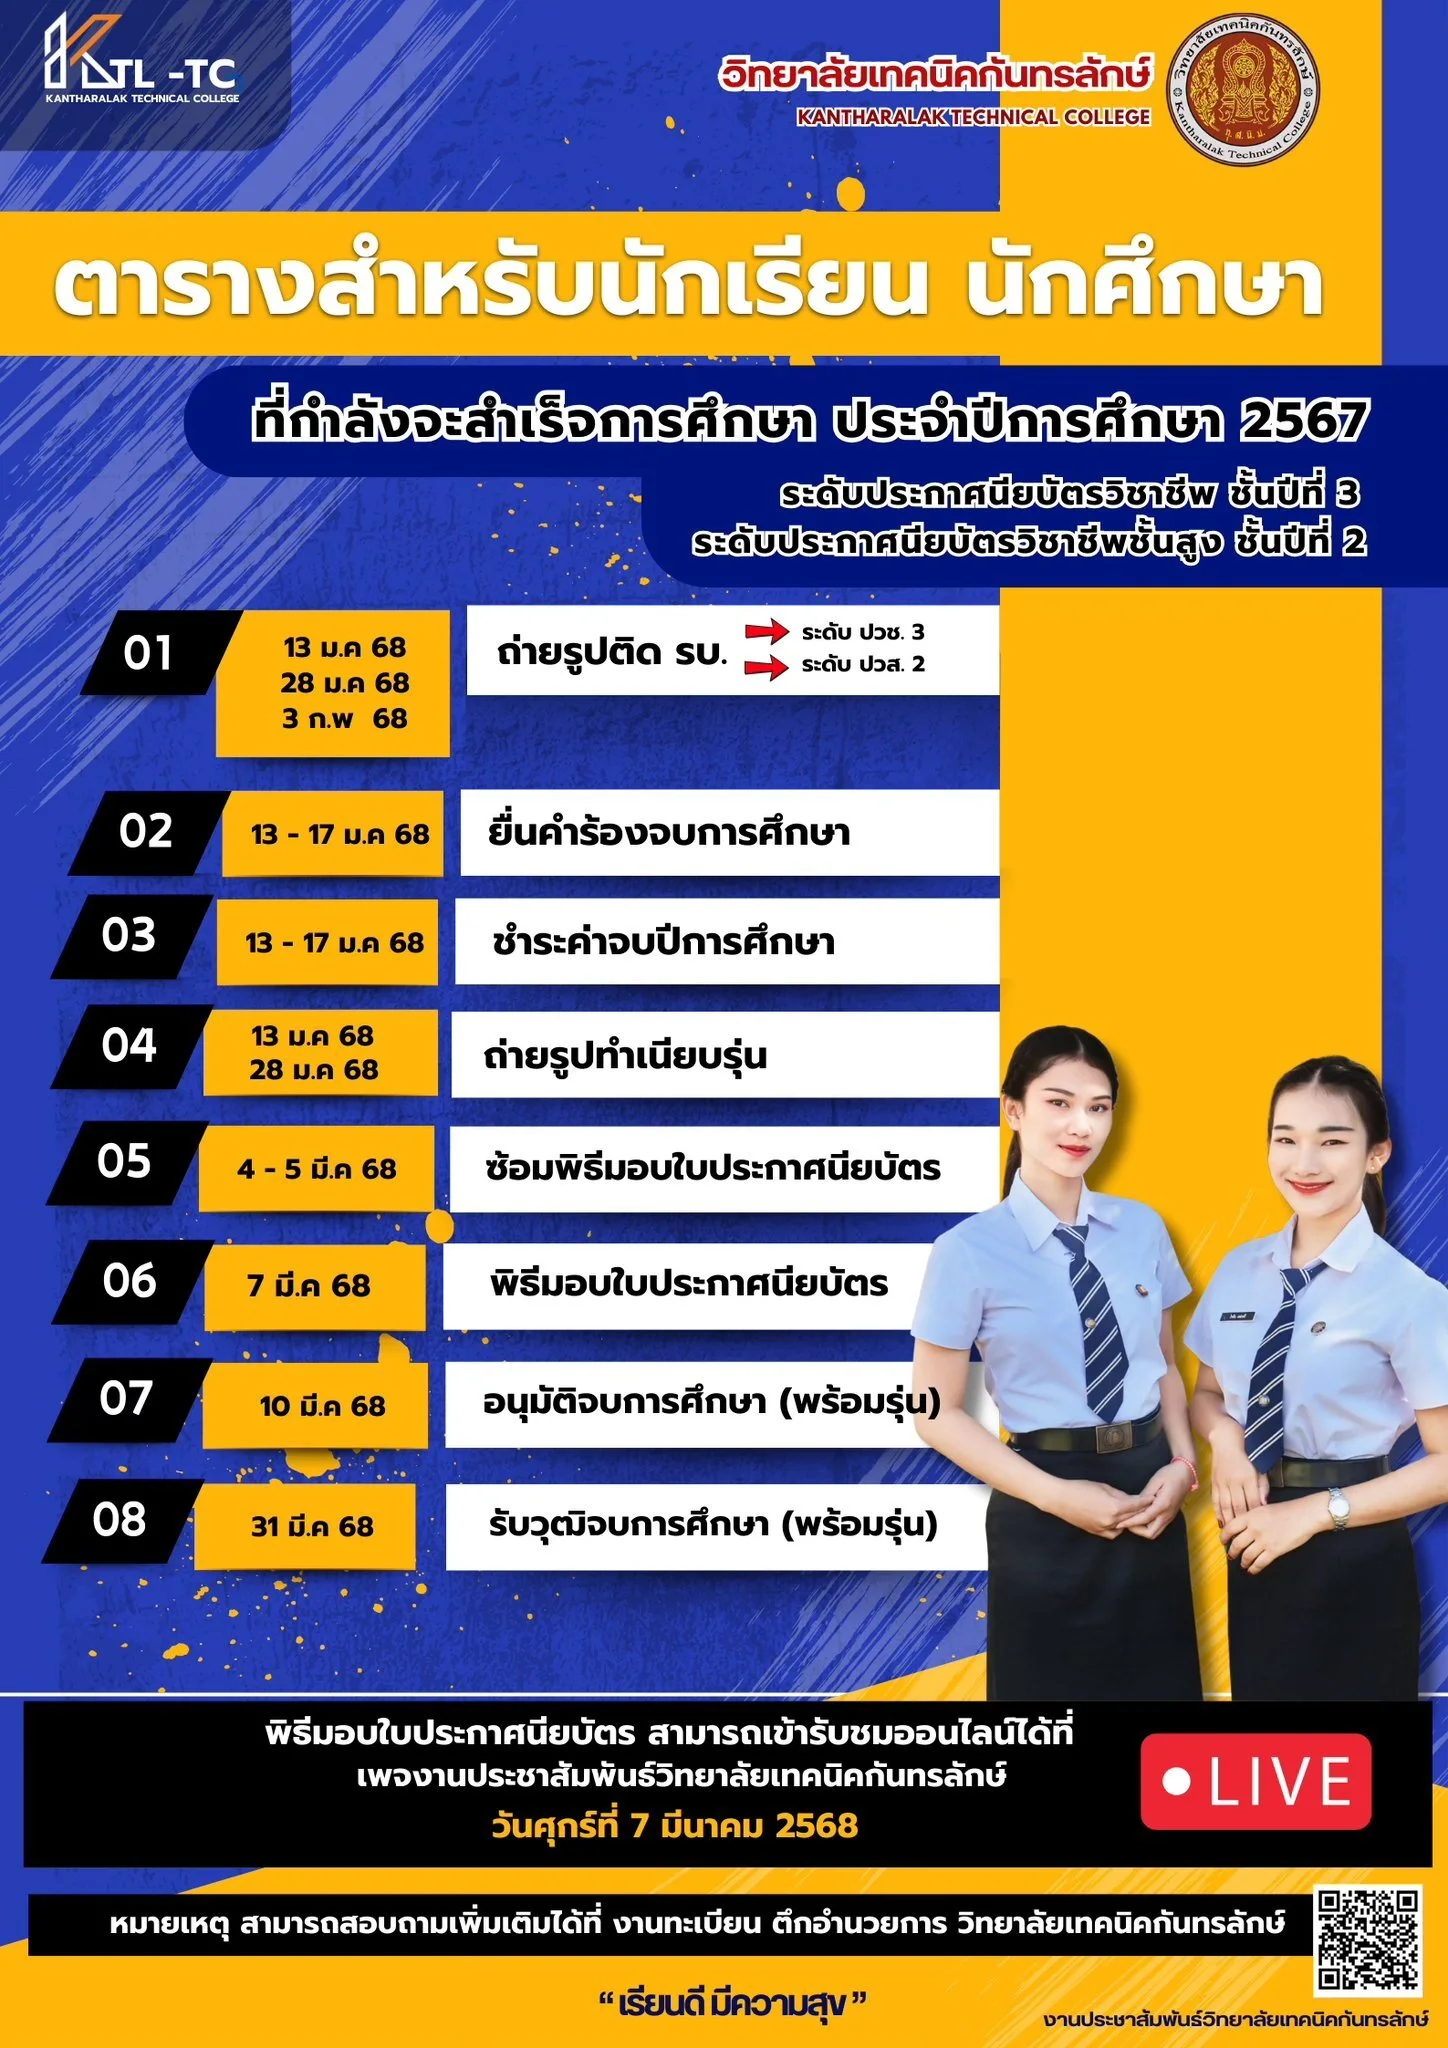 KTL -TC
KANTHARALAK TECHNICAL COLLEGE
วิทยาลัยเทคนิคกันทรลักษ์
KANTHARALAK TECHNICAL COLLEGE
วิทยาลัยเทคนิคกันทรลักษ์
ทุ.ส.นิ.ม.
Kantharalak Technical College
ตารางสำหรับนักเรียน นักศึกษา
ที่กำลังจะสำเร็จการศึกษา ประจำปีการศึกษา 2567
ระดับประกาศนียบัตรวิชาชีพ ชั้นปีที่ 3
ระดับประกาศนียบัตรวิชาชีพชั้นสูง ชั้นปีที่ 2
01
13 ม.ค 68
28 ม.ค 68
3 ก.พ 68
ถ่ายรูปติด รบ.
ระดับ ปวช. 3
ระดับ ปวส. 2
02
13 - 17 ม.ค 68
ยื่นคำร้องจบการศึกษา
03
13 - 17 ม.ค 68
ชำระค่าจบปีการศึกษา
04
13 ม.ค 68
28 ม.ค 68
ถ่ายรูปทำเนียบรุ่น
05
4 - 5 มี.ค 68
ซ้อมพิธีมอบใบประกาศนียบัตร
06
7 มี.ค 68
พิธีมอบใบประกาศนียบัตร
07
10 มี.ค 68
อนุมัติจบการศึกษา (พร้อมรุ่น)
08
31 มี.ค 68
รับวุฒิจบการศึกษา (พร้อมรุ่น)
พิธีมอบใบประกาศนียบัตร สามารถเข้ารับชมออนไลน์ได้ที่
เพจงานประชาสัมพันธ์วิทยาลัยเทคนิคกันทรลักษ์
วันศุกร์ที่ 7 มีนาคม 2568
LIVE
หมายเหตุ สามารถสอบถามเพิ่มเติมได้ที่ งานทะเบียน ตึกอำนวยการ วิทยาลัยเทคนิคกันทรลักษ์
“ เรียนดี มีความสุข ”
งานประชาสัมพันธ์วิทยาลัยเทคนิคกันทรลักษ์